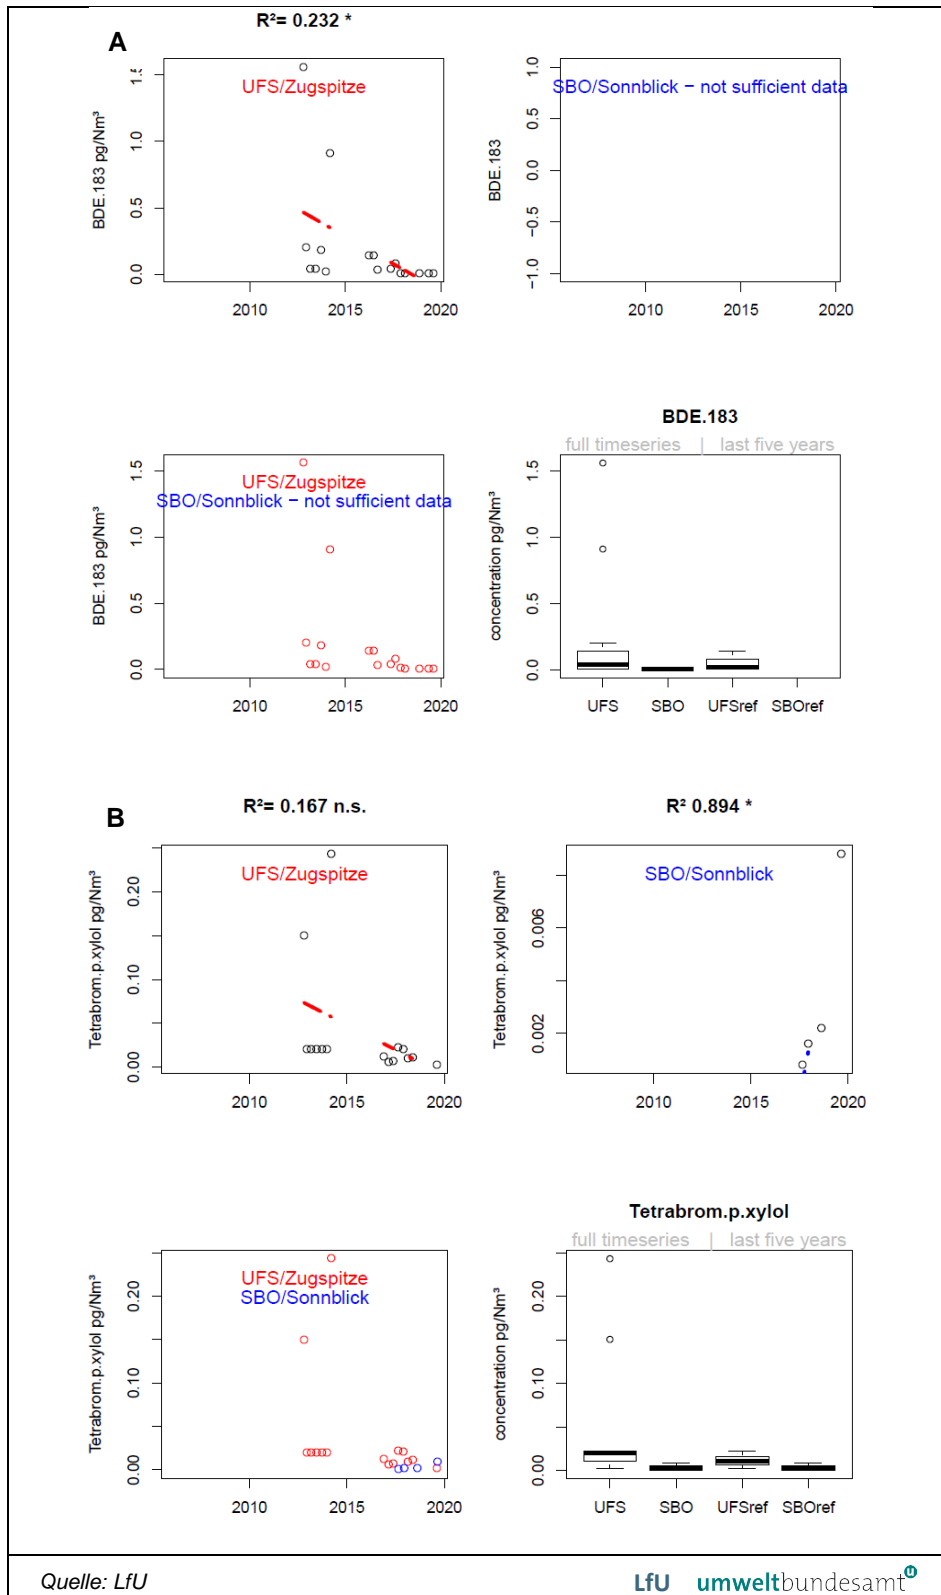 A
R²= 0.232 *
UFS/Zugspitze
BDE.183 pg/Nm³
0.0 0.5 1.0 1.5
2010 2015 2020
SBO/Sonnblick − not sufficient data
BDE.183
−1.0 −0.5 0.0 0.5 1.0
2010 2015 2020
UFS/Zugspitze
SBO/Sonnblick − not sufficient data
BDE.183 pg/Nm³
0.0 0.5 1.0 1.5
2010 2015 2020
BDE.183
full timeseries | last five years
concentration pg/Nm³
0.0 0.5 1.0 1.5
UFS SBO UFSref SBOref
B
R²= 0.167 n.s.
UFS/Zugspitze
Tetrabrom.p.xylol pg/Nm³
0.00 0.10 0.20
2010 2015 2020
R² 0.894 *
SBO/Sonnblick
Tetrabrom.p.xylol pg/Nm³
0.002 0.006
2010 2015 2020
UFS/Zugspitze
SBO/Sonnblick
Tetrabrom.p.xylol pg/Nm³
0.00 0.10 0.20
2010 2015 2020
Tetrabrom.p.xylol
full timeseries | last five years
concentration pg/Nm³
0.00 0.10 0.20
UFS SBO UFSref SBOref
Quelle: LfU
LfU umweltbundesamt u